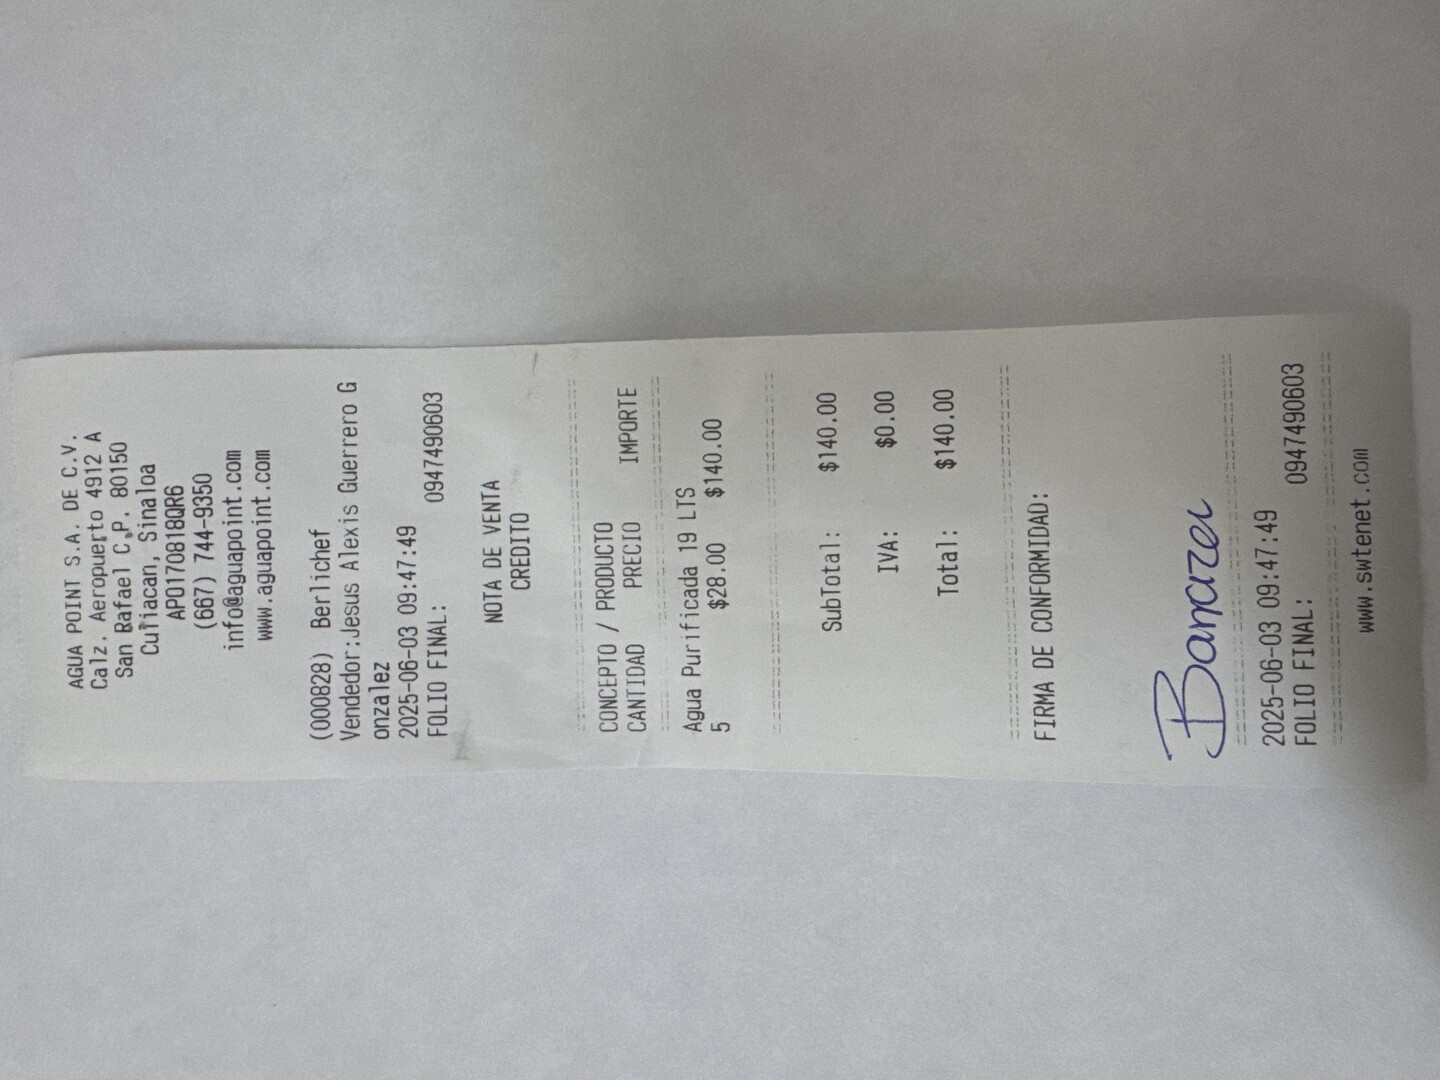 AGUA POINT S.A. DE C.V.
Calz. Aeropuerto 4912 A
San Rafael C.P. 80150
Culiacan, Sinaloa
APO170818QR6
(667) 744-9350
info@aguapoint.com
www.aguapoint.com
(000828) Berlichef
Vendedor:Jesus Alexis Guerrero G
onzalez
2025-06-03 09:47:49
FOLIO FINAL: 0947490603
NOTA DE VENTA
CREDITO
CONCEPTO / PRODUCTO
CANTIDAD PRECIO IMPORTE
Agua Purificada 19 LTS
5 $28.00 $140.00
SubTotal: $140.00
IVA: $0.00
Total: $140.00
FIRMA DE CONFORMIDAD:
2025-06-03 09:47:49
FOLIO FINAL: 0947490603
www.swtenet.com